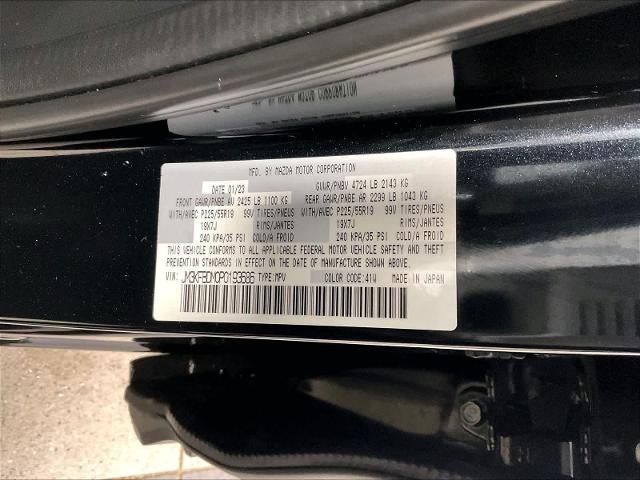 MFD. BY MAZDA MOTOR CORPORATION
DATE 01/23 GVWR/PNBV 4724 LB 2143 KG
FRONT GAWR/PNBE AV 2425 LB 1100 KG REAR GAWR/PNBE AR 2299 LB 1043 KG
WITH/AVEC P225/55R19 99V TIRES/PNEUS WITH/AVEC P225/55R19 99V TIRES/PNEUS
19X7J RIMS/JANTES 19X7J RIMS/JANTES
240 KPA/35 PSI COLD/A FROID 240 KPA/35 PSI COLD/A FROID
THIS VEHICLE CONFORMS TO ALL APPLICABLE FEDERAL MOTOR VEHICLE SAFETY AND THEFT
PREVENTION STANDARDS IN EFFECT ON THE DATE OF MANUFACTURE SHOWN ABOVE.
VIN: JM3KFBDM0P0193686 TYPE:MPV COLOR CODE:41W MADE IN JAPAN